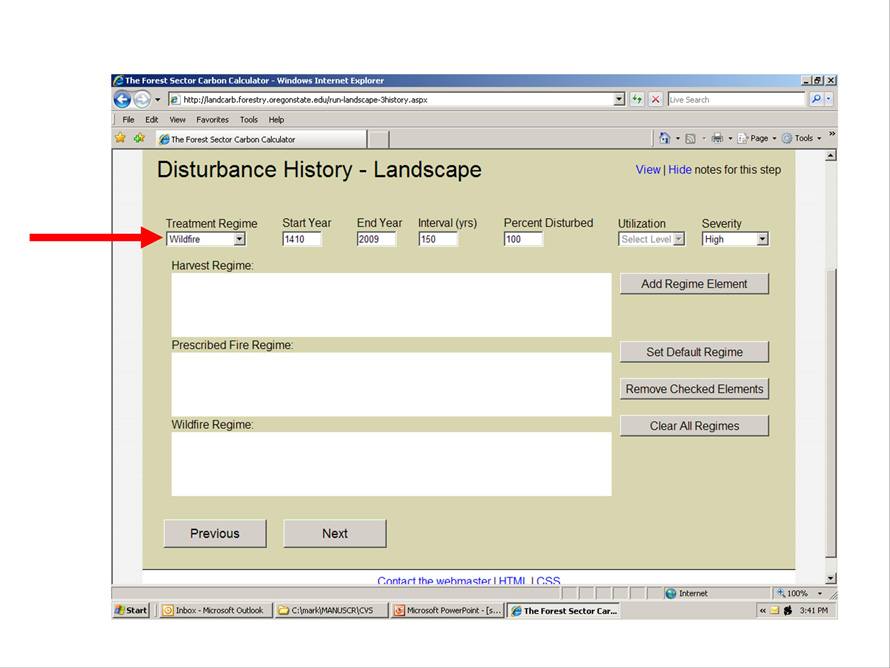 The Forest Sector Carbon Calculator - Windows Internet Explorer
http://landcarb.forestry.oregonstate.edu/run-landscape-3history.aspx
Live Search
File Edit View Favorites Tools Help
The Forest Sector Carbon Calculator
Page Tools »
Disturbance History - Landscape
View | Hide notes for this step
Treatment Regime Start Year End Year Interval (yrs) Percent Disturbed Utilization Severity
Wildfire 1410 2009 150 100 Select Level High
Harvest Regime:
Add Regime Element
Prescribed Fire Regime:
Set Default Regime
Remove Checked Elements
Wildfire Regime:
Clear All Regimes
Previous Next
Contact the webmaster | HTML | CSS
Internet 100%
Start Inbox - Microsoft Outlook C:\mark\MANUSCR\CVS Microsoft PowerPoint - [s... The Forest Sector Car... « 3:41 PM